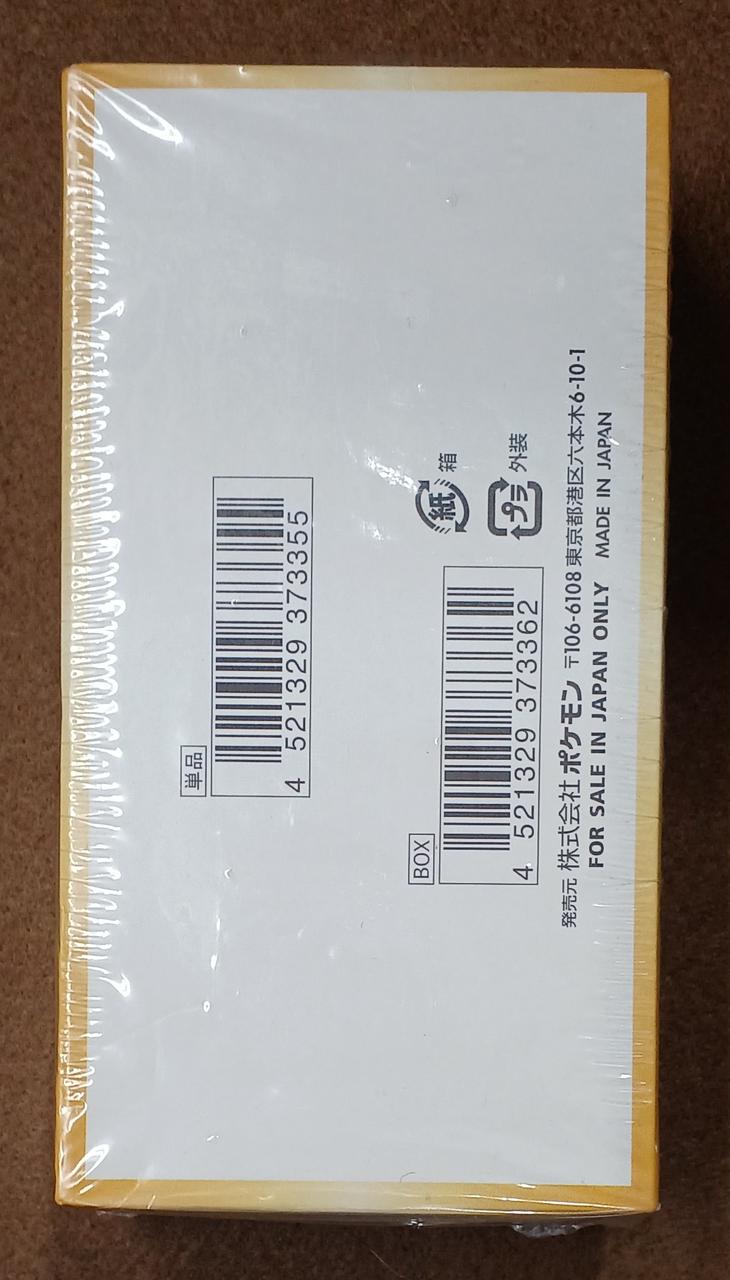 単品
4 521329 373355
BOX
4 521329 373362
紙 箱
プラ 外装
発売元 株式会社ポケモン 〒106-6108 東京都港区六本木6-10-1
FOR SALE IN JAPAN ONLY MADE IN JAPAN